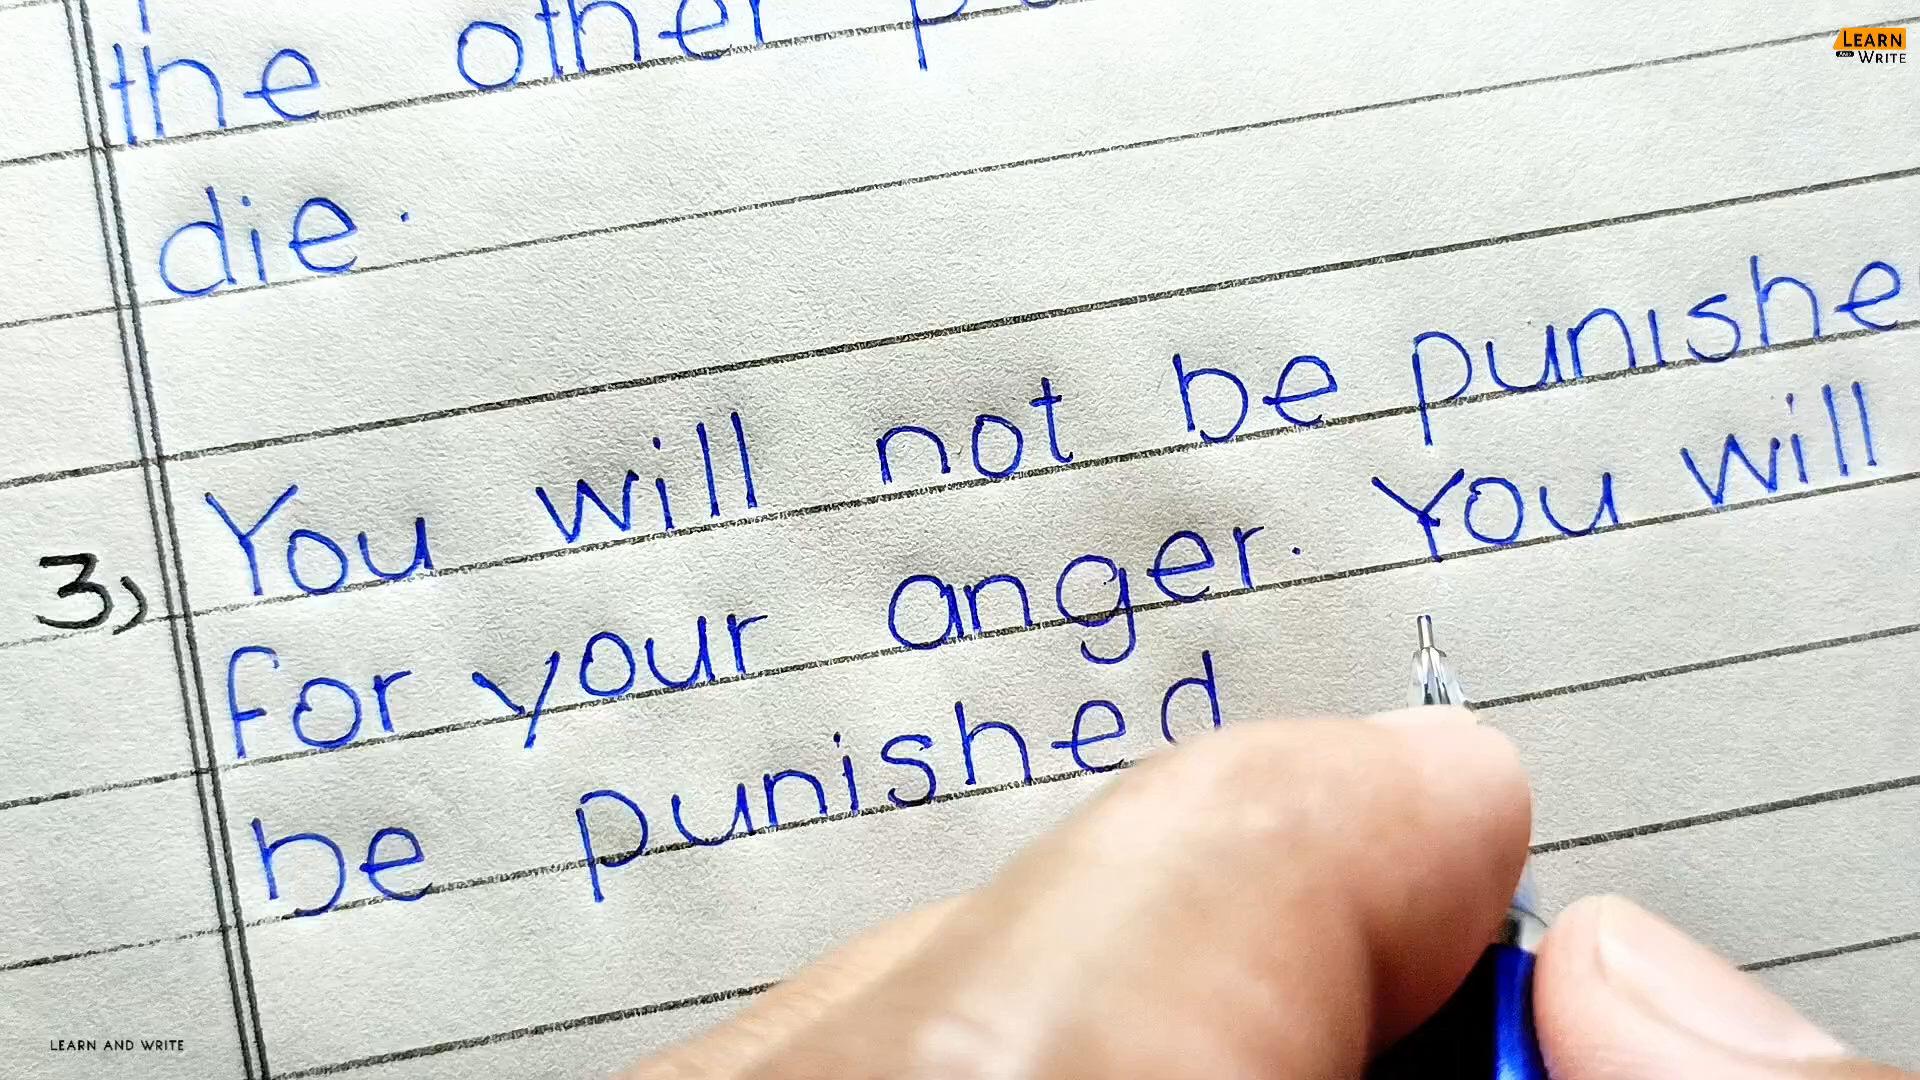 the other
die.
3) You will not be punishe
for your anger. You will
be punished
LEARN
AND
WRITE
LEARN AND WRITE